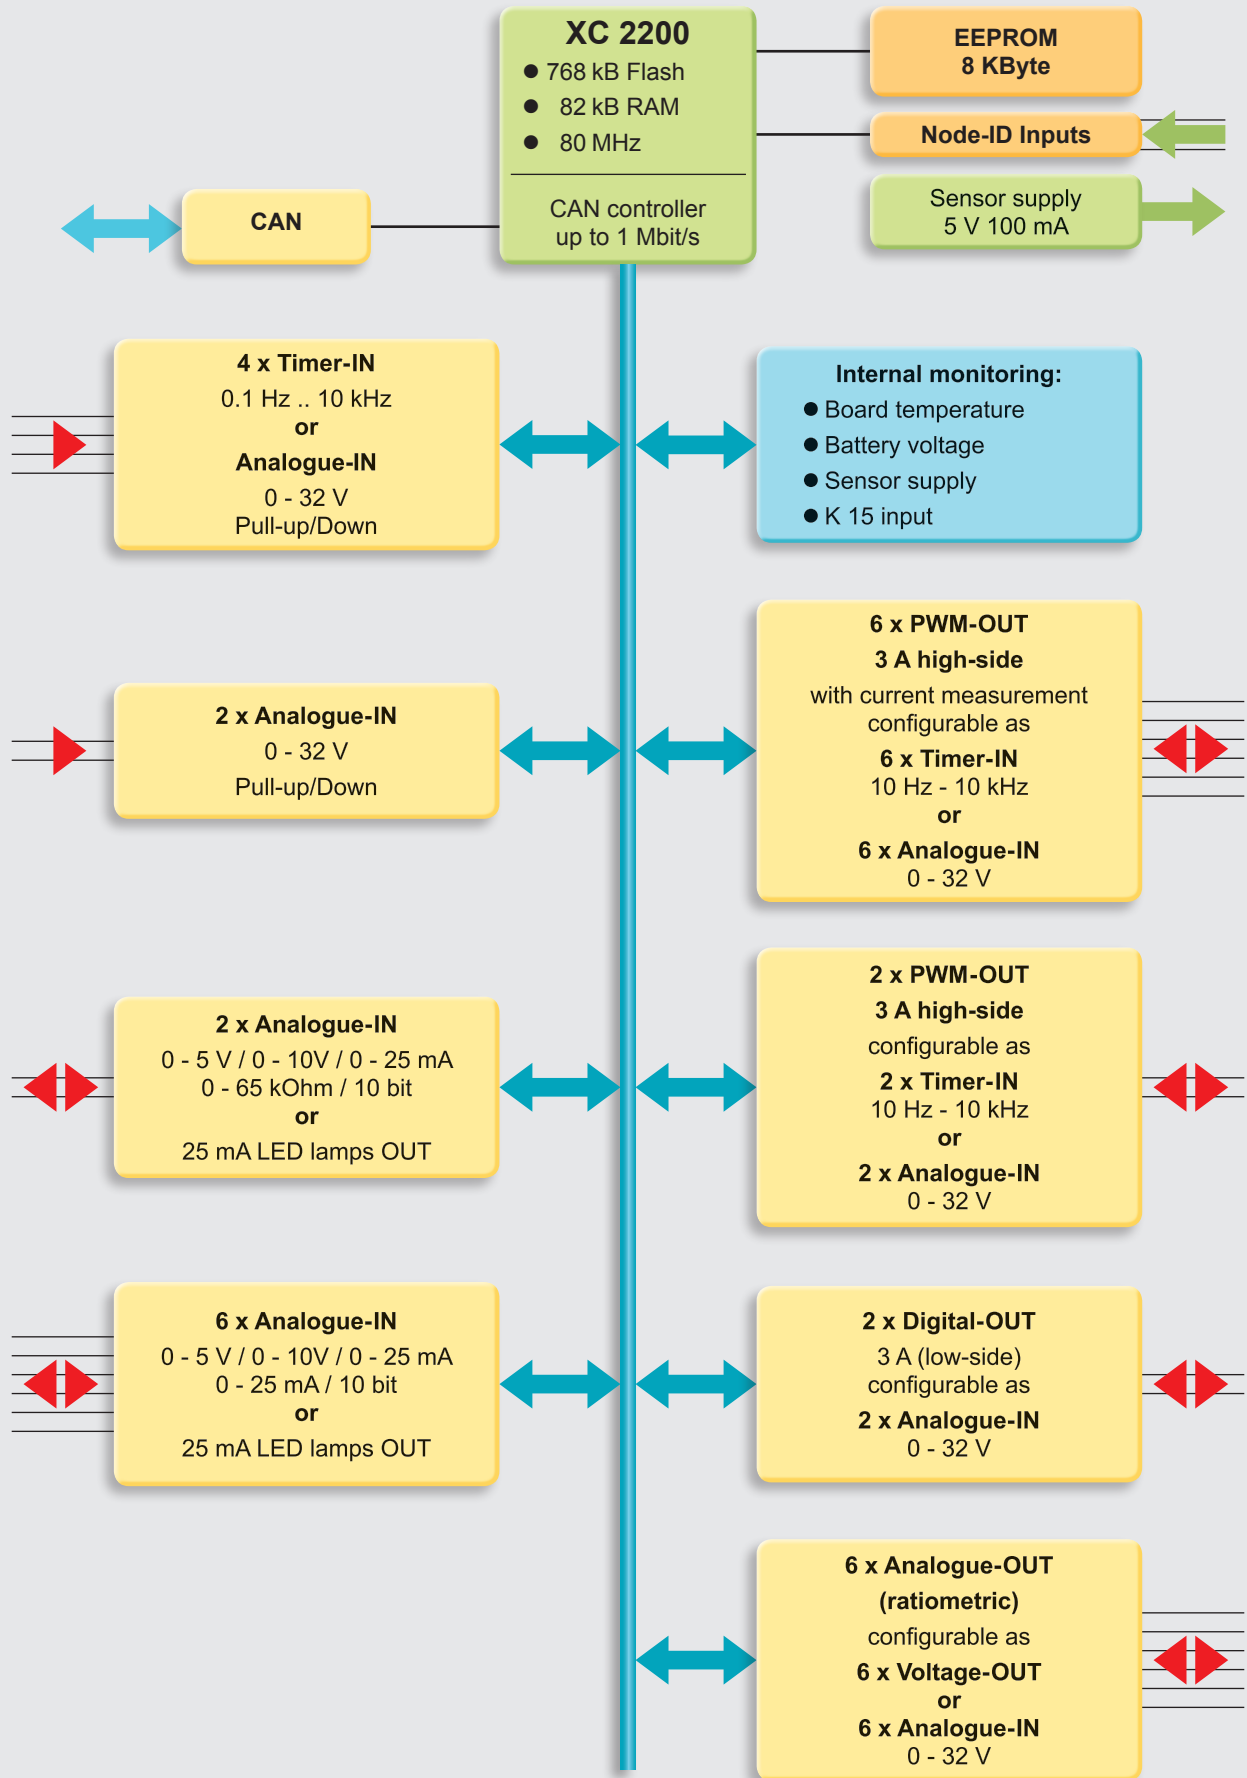 XC 2200
● 768 kB Flash
● 82 kB RAM
● 80 MHz
CAN controller
up to 1 Mbit/s
EEPROM
8 KByte
Node-ID Inputs
Sensor supply
5 V 100 mA
CAN
4 x Timer-IN
0.1 Hz .. 10 kHz
or
Analogue-IN
0 - 32 V
Pull-up/Down
Internal monitoring:
● Board temperature
● Battery voltage
● Sensor supply
● K 15 input
2 x Analogue-IN
0 - 32 V
Pull-up/Down
6 x PWM-OUT
3 A high-side
with current measurement
configurable as
6 x Timer-IN
10 Hz - 10 kHz
or
6 x Analogue-IN
0 - 32 V
2 x Analogue-IN
0 - 5 V / 0 - 10V / 0 - 25 mA
0 - 65 kOhm / 10 bit
or
25 mA LED lamps OUT
2 x PWM-OUT
3 A high-side
configurable as
2 x Timer-IN
10 Hz - 10 kHz
or
2 x Analogue-IN
0 - 32 V
6 x Analogue-IN
0 - 5 V / 0 - 10V / 0 - 25 mA
0 - 25 mA / 10 bit
or
25 mA LED lamps OUT
2 x Digital-OUT
3 A (low-side)
configurable as
2 x Analogue-IN
0 - 32 V
6 x Analogue-OUT
(ratiometric)
configurable as
6 x Voltage-OUT
or
6 x Analogue-IN
0 - 32 V